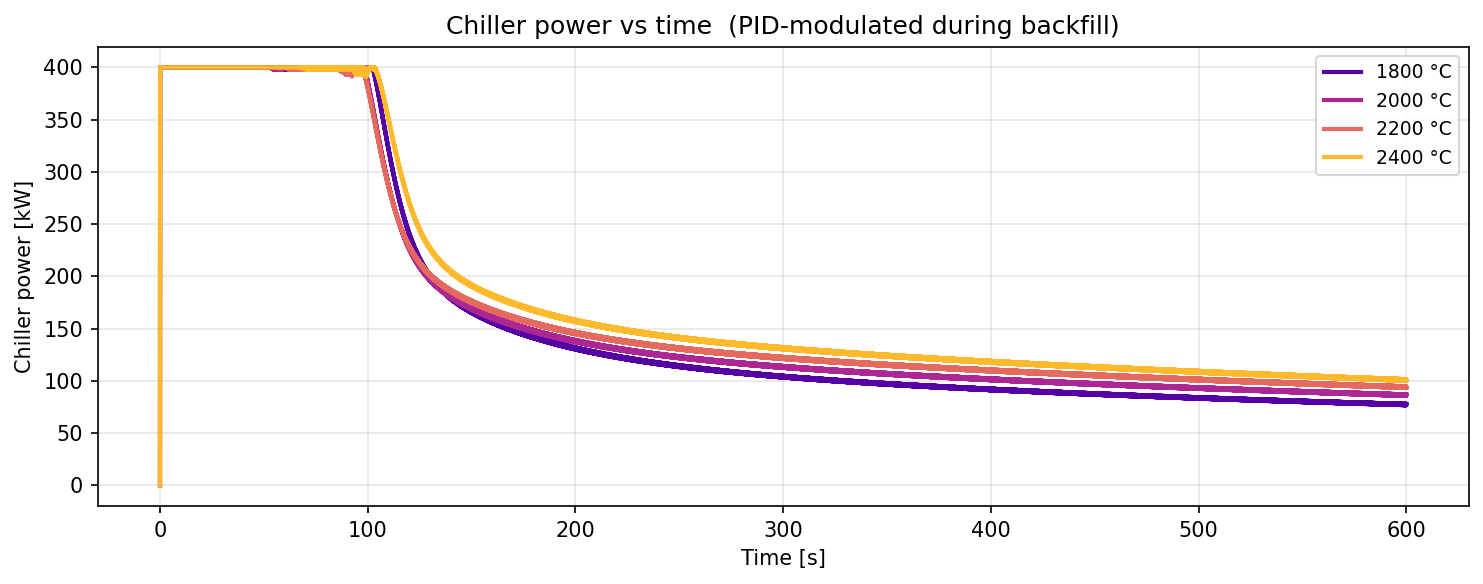 Chiller power vs time  (PID-modulated during backfill)
400
350
300
250
200
150
100
50
0
Chiller power [kW]
1800 °C
2000 °C
2200 °C
2400 °C
0
100
200
300
400
500
600
Time [s]